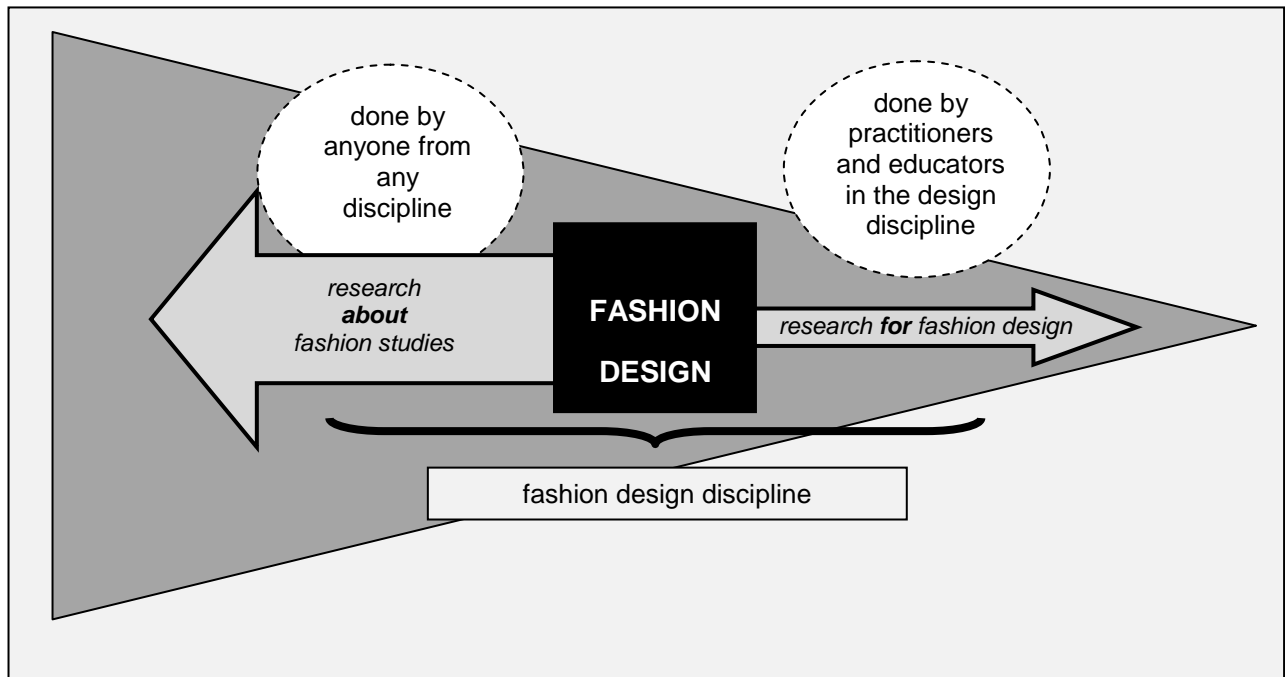 done by
anyone from
any
discipline
done by
practitioners
and educators
in the design
discipline
research
about
fashion studies
FASHION
DESIGN
research for fashion design
fashion design discipline